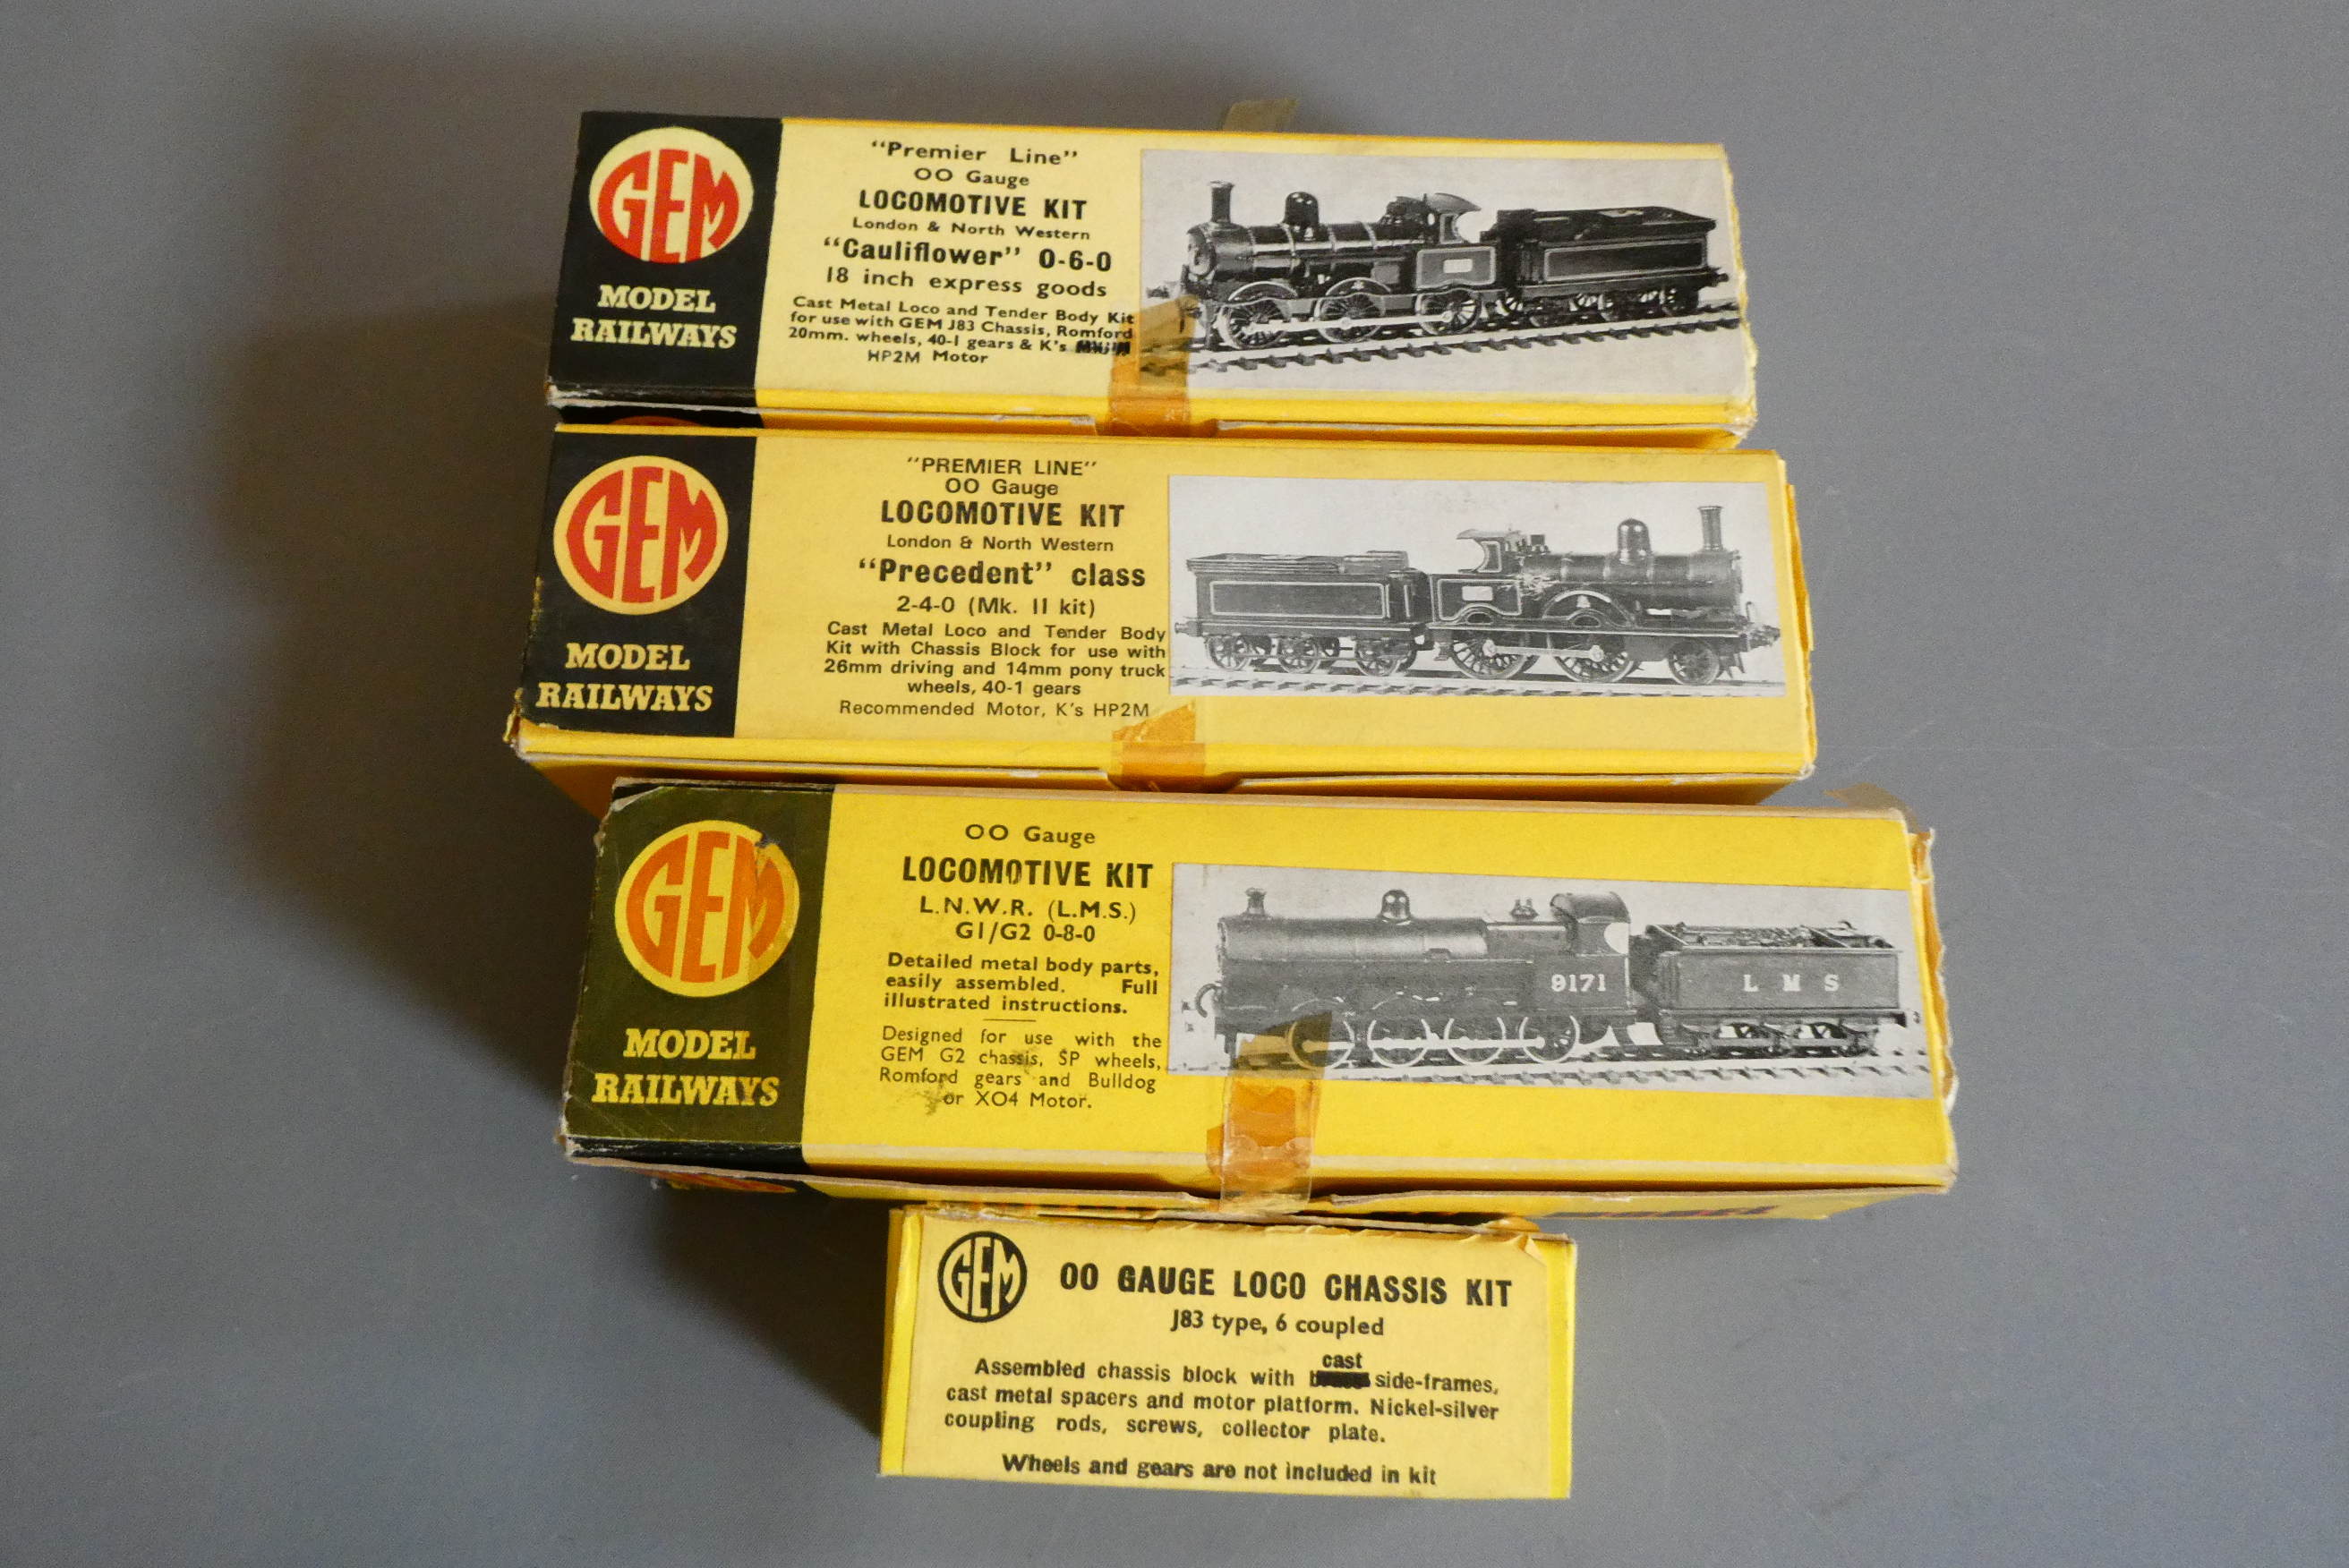 GEM
MODEL
RAILWAYS
"Premier Line"
OO Gauge
LOCOMOTIVE KIT
London & North Western
"Cauliflower" 0-6-0
18 inch express goods
Cast Metal Loco and Tender Body Kit
for use with GEM J83 Chassis, Romford
20mm. wheels, 40-1 gears & K's
HP2M Motor
GEM
MODEL
RAILWAYS
"PREMIER LINE"
OO Gauge
LOCOMOTIVE KIT
London & North Western
"Precedent" class
2-4-0 (Mk. II kit)
Cast Metal Loco and Tender Body
Kit with Chassis Block for use with
26mm driving and 14mm pony truck
wheels, 40-1 gears
Recommended Motor, K's HP2M
GEM
MODEL
RAILWAYS
OO Gauge
LOCOMOTIVE KIT
L.N.W.R. (L.M.S.)
G1/G2 0-8-0
Detailed metal body parts,
easily assembled. Full
illustrated instructions.
Designed for use with the
GEM G2 chassis, SP wheels,
Romford gears and Bulldog
or XO4 Motor.
9171
L M S
GEM
OO GAUGE LOCO CHASSIS KIT
J83 type, 6 coupled
cast
Assembled chassis block with side-frames,
cast metal spacers and motor platform. Nickel-silver
coupling rods, screws, collector plate.
Wheels and gears are not included in kit